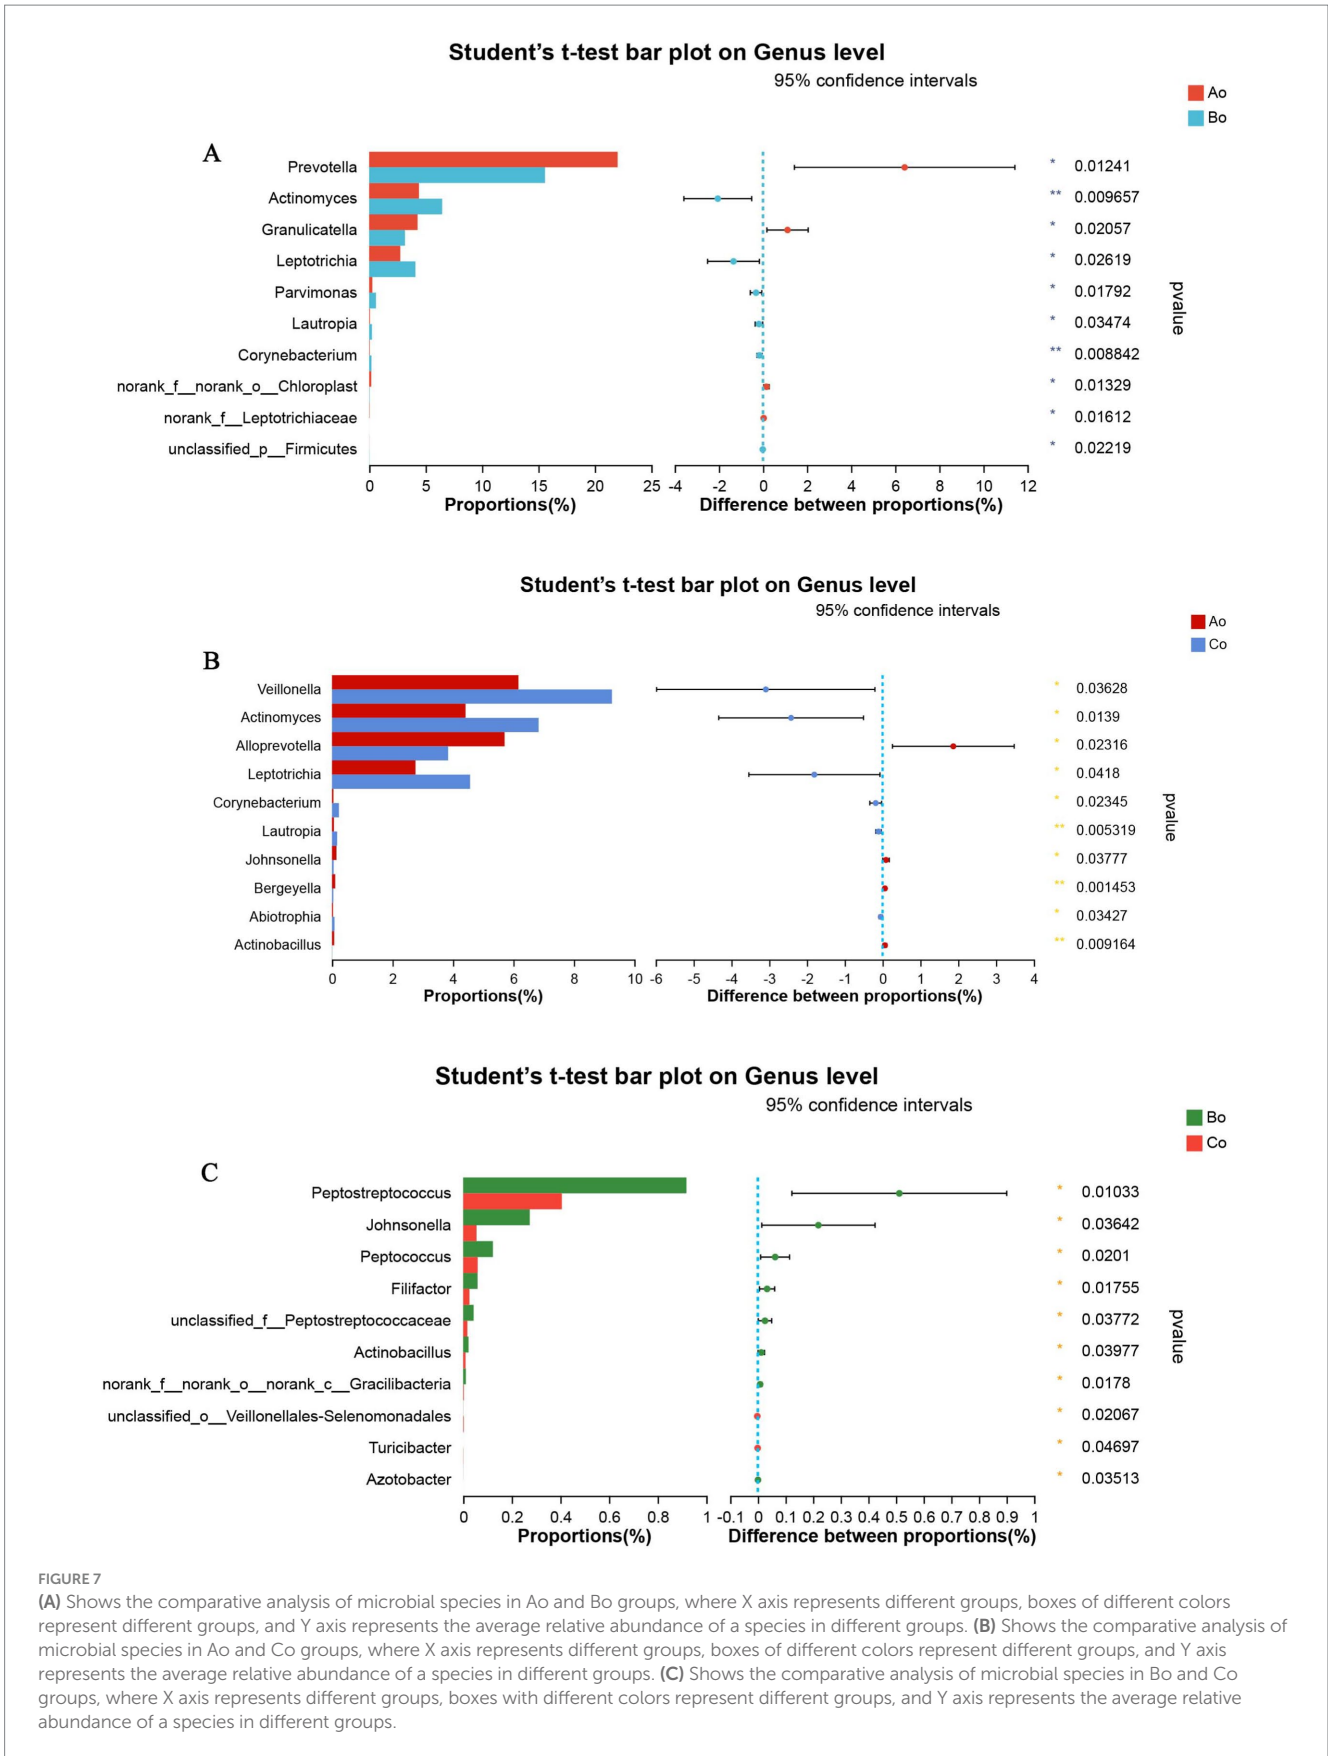 Student's t-test bar plot on Genus level
95% confidence intervals
Ao
Bo
A
Prevotella
Actinomyces
Granulicatella
Leptotrichia
Parvimonas
Lautropia
Corynebacterium
norank_f__norank_o__Chloroplast
norank_f__Leptotrichiaceae
unclassified_p__Firmicutes
* 0.01241
** 0.009657
* 0.02057
* 0.02619
* 0.01792
* 0.03474
** 0.008842
* 0.01329
* 0.01612
* 0.02219
pvalue
0 5 10 15 20 25
-4 -2 0 2 4 6 8 10 12
Proportions(%)
Difference between proportions(%)
Student's t-test bar plot on Genus level
95% confidence intervals
Ao
Co
B
Veillonella
Actinomyces
Alloprevotella
Leptotrichia
Corynebacterium
Lautropia
Johnsonella
Bergeyella
Abiotrophia
Actinobacillus
* 0.03628
* 0.0139
* 0.02316
* 0.0418
* 0.02345
** 0.005319
* 0.03777
** 0.001453
* 0.03427
** 0.009164
pvalue
0 2 4 6 8 10
-6 -5 -4 -3 -2 -1 0 1 2 3 4
Proportions(%)
Difference between proportions(%)
Student's t-test bar plot on Genus level
95% confidence intervals
Bo
Co
C
Peptostreptococcus
Johnsonella
Peptococcus
Filifactor
unclassified_f__Peptostreptococcaceae
Actinobacillus
norank_f__norank_o__norank_c__Gracilibacteria
unclassified_o__Veillonellales-Selenomonadales
Turicibacter
Azotobacter
* 0.01033
* 0.03642
* 0.0201
* 0.01755
* 0.03772
* 0.03977
* 0.0178
* 0.02067
* 0.04697
* 0.03513
pvalue
0 0.2 0.4 0.6 0.8 1
-0.1 0 0.1 0.2 0.3 0.4 0.5 0.6 0.7 0.8 0.9 1
Proportions(%)
Difference between proportions(%)
FIGURE 7
(A) Shows the comparative analysis of microbial species in Ao and Bo groups, where X axis represents different groups, boxes of different colors
represent different groups, and Y axis represents the average relative abundance of a species in different groups. (B) Shows the comparative analysis of
microbial species in Ao and Co groups, where X axis represents different groups, boxes of different colors represent different groups, and Y axis
represents the average relative abundance of a species in different groups. (C) Shows the comparative analysis of microbial species in Bo and Co
groups, where X axis represents different groups, boxes with different colors represent different groups, and Y axis represents the average relative
abundance of a species in different groups.